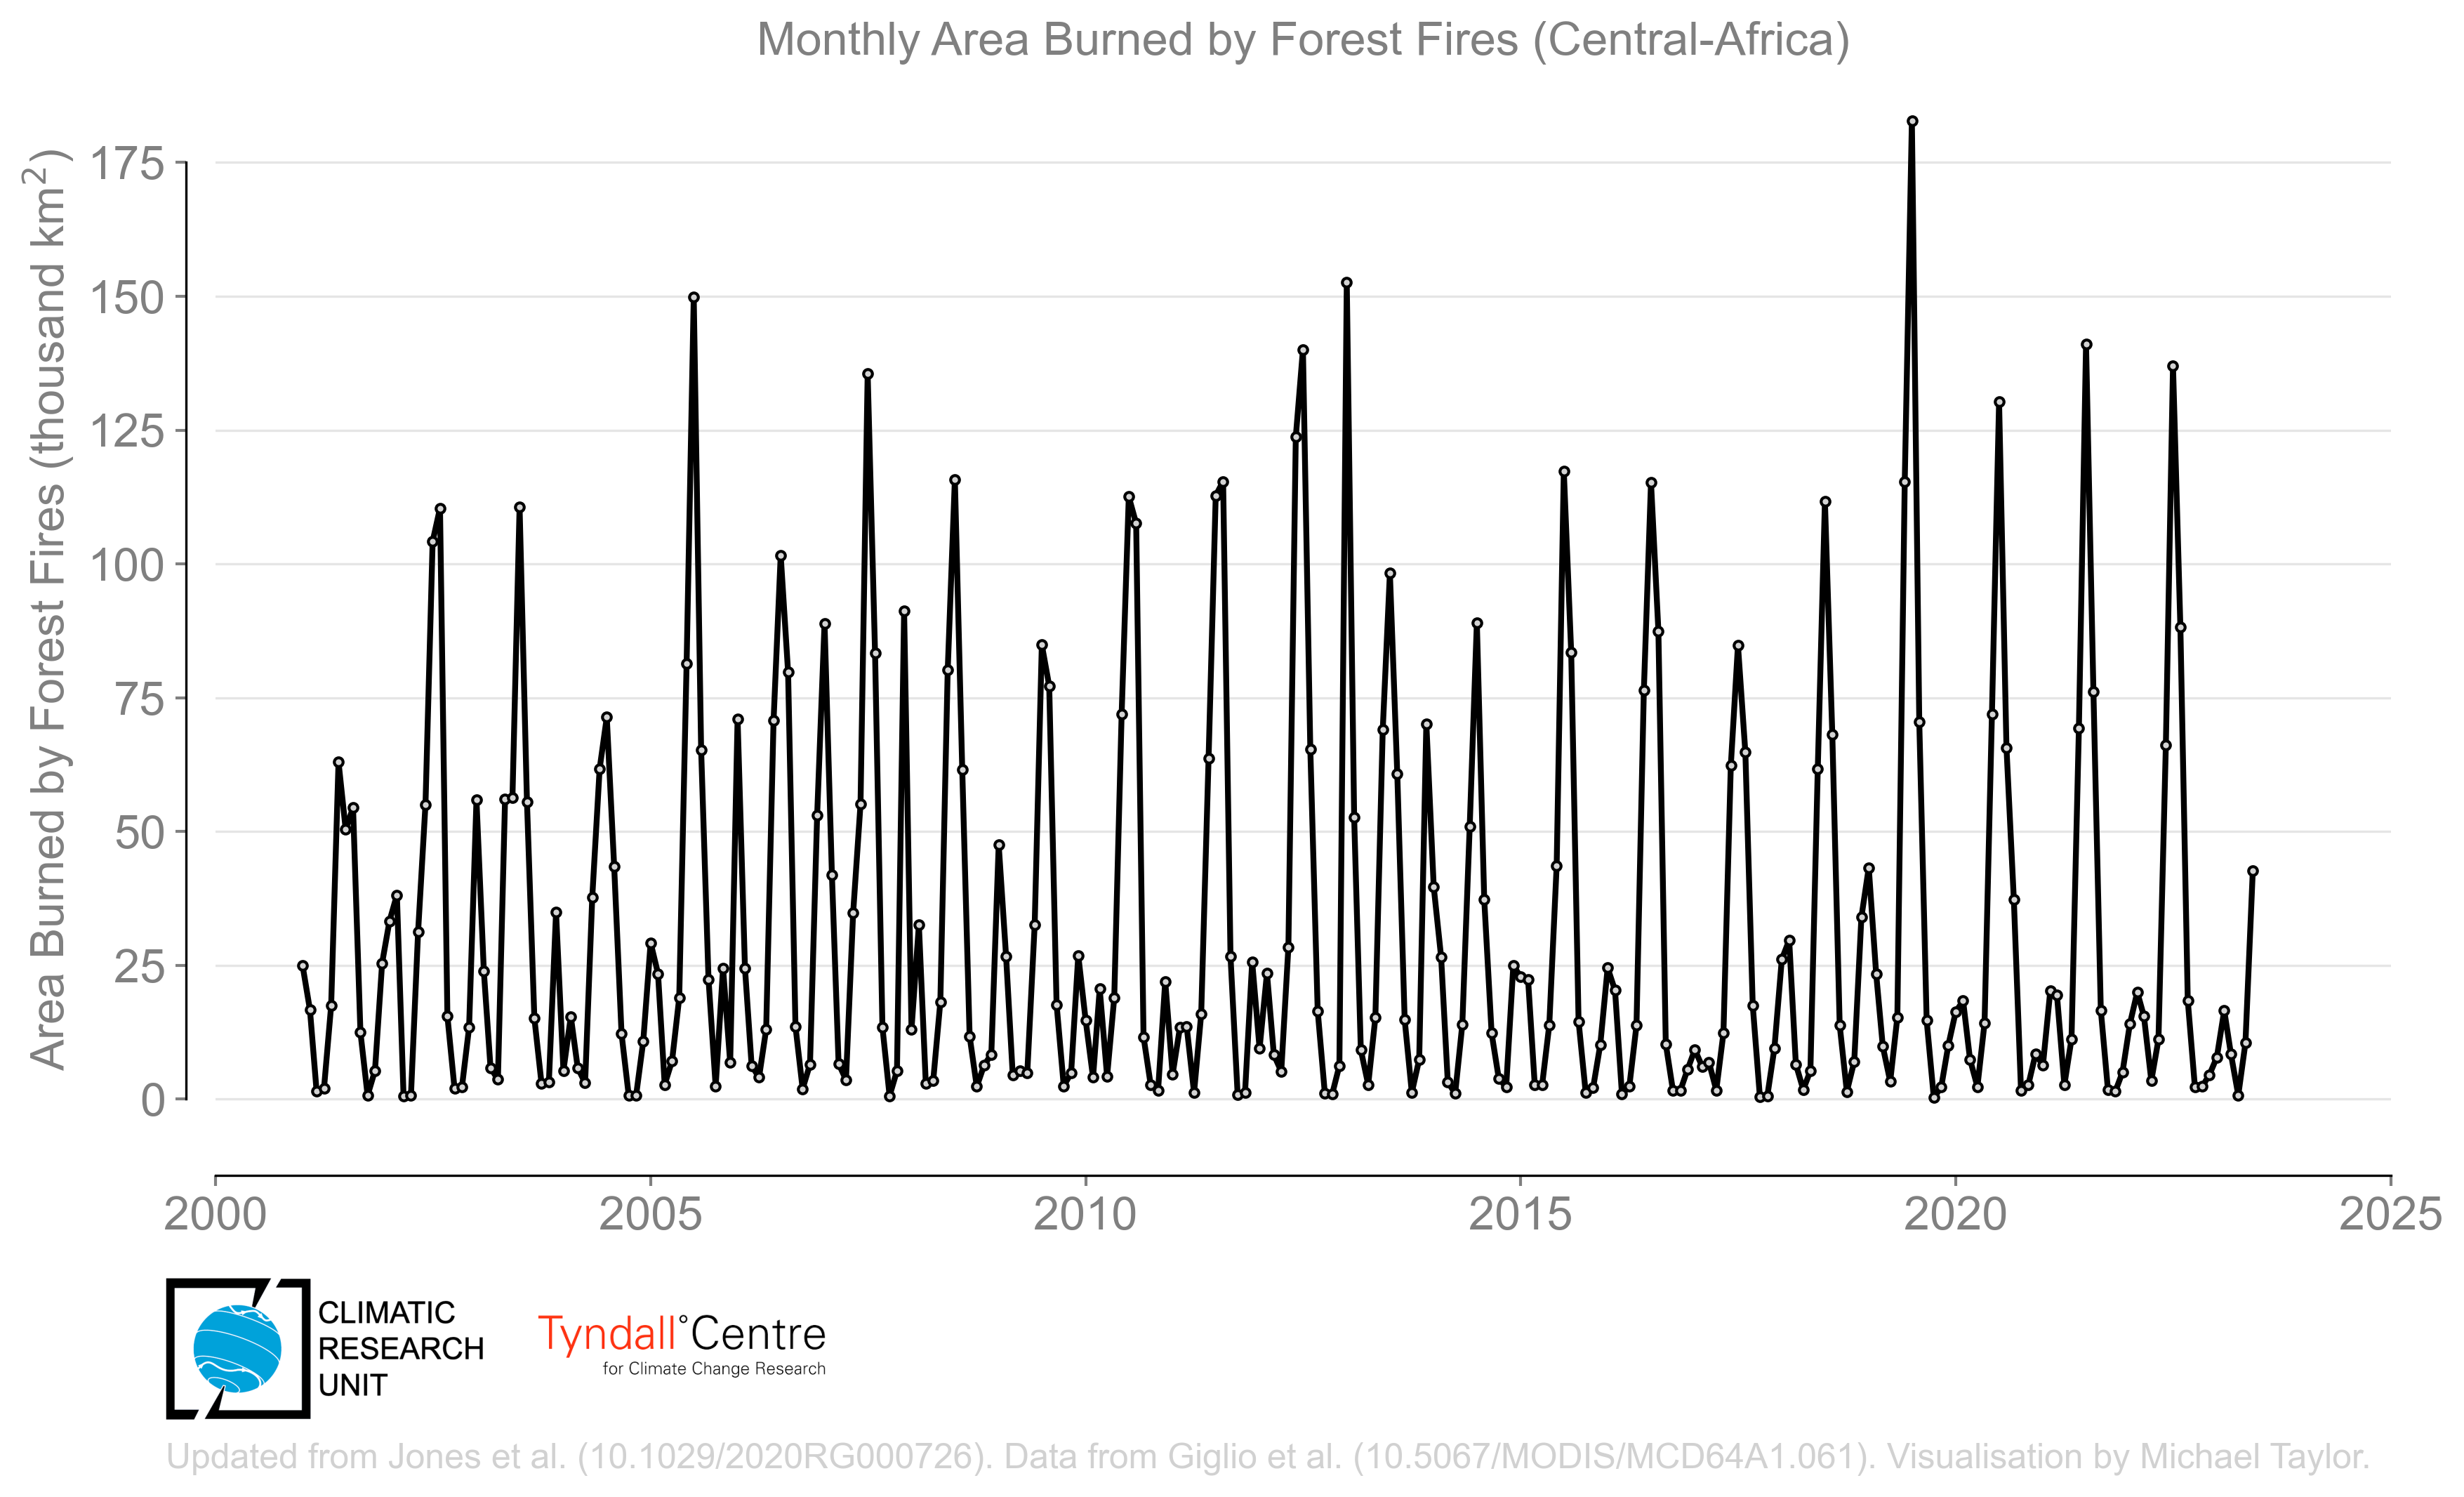 Monthly Area Burned by Forest Fires (Central-Africa)
Area Burned by Forest Fires (thousand km²)
175
150
125
100
75
50
25
0
2000 2005 2010 2015 2020 2025
CLIMATIC
RESEARCH
UNIT
Tyndall°Centre
for Climate Change Research
Updated from Jones et al. (10.1029/2020RG000726). Data from Giglio et al. (10.5067/MODIS/MCD64A1.061). Visualisation by Michael Taylor.